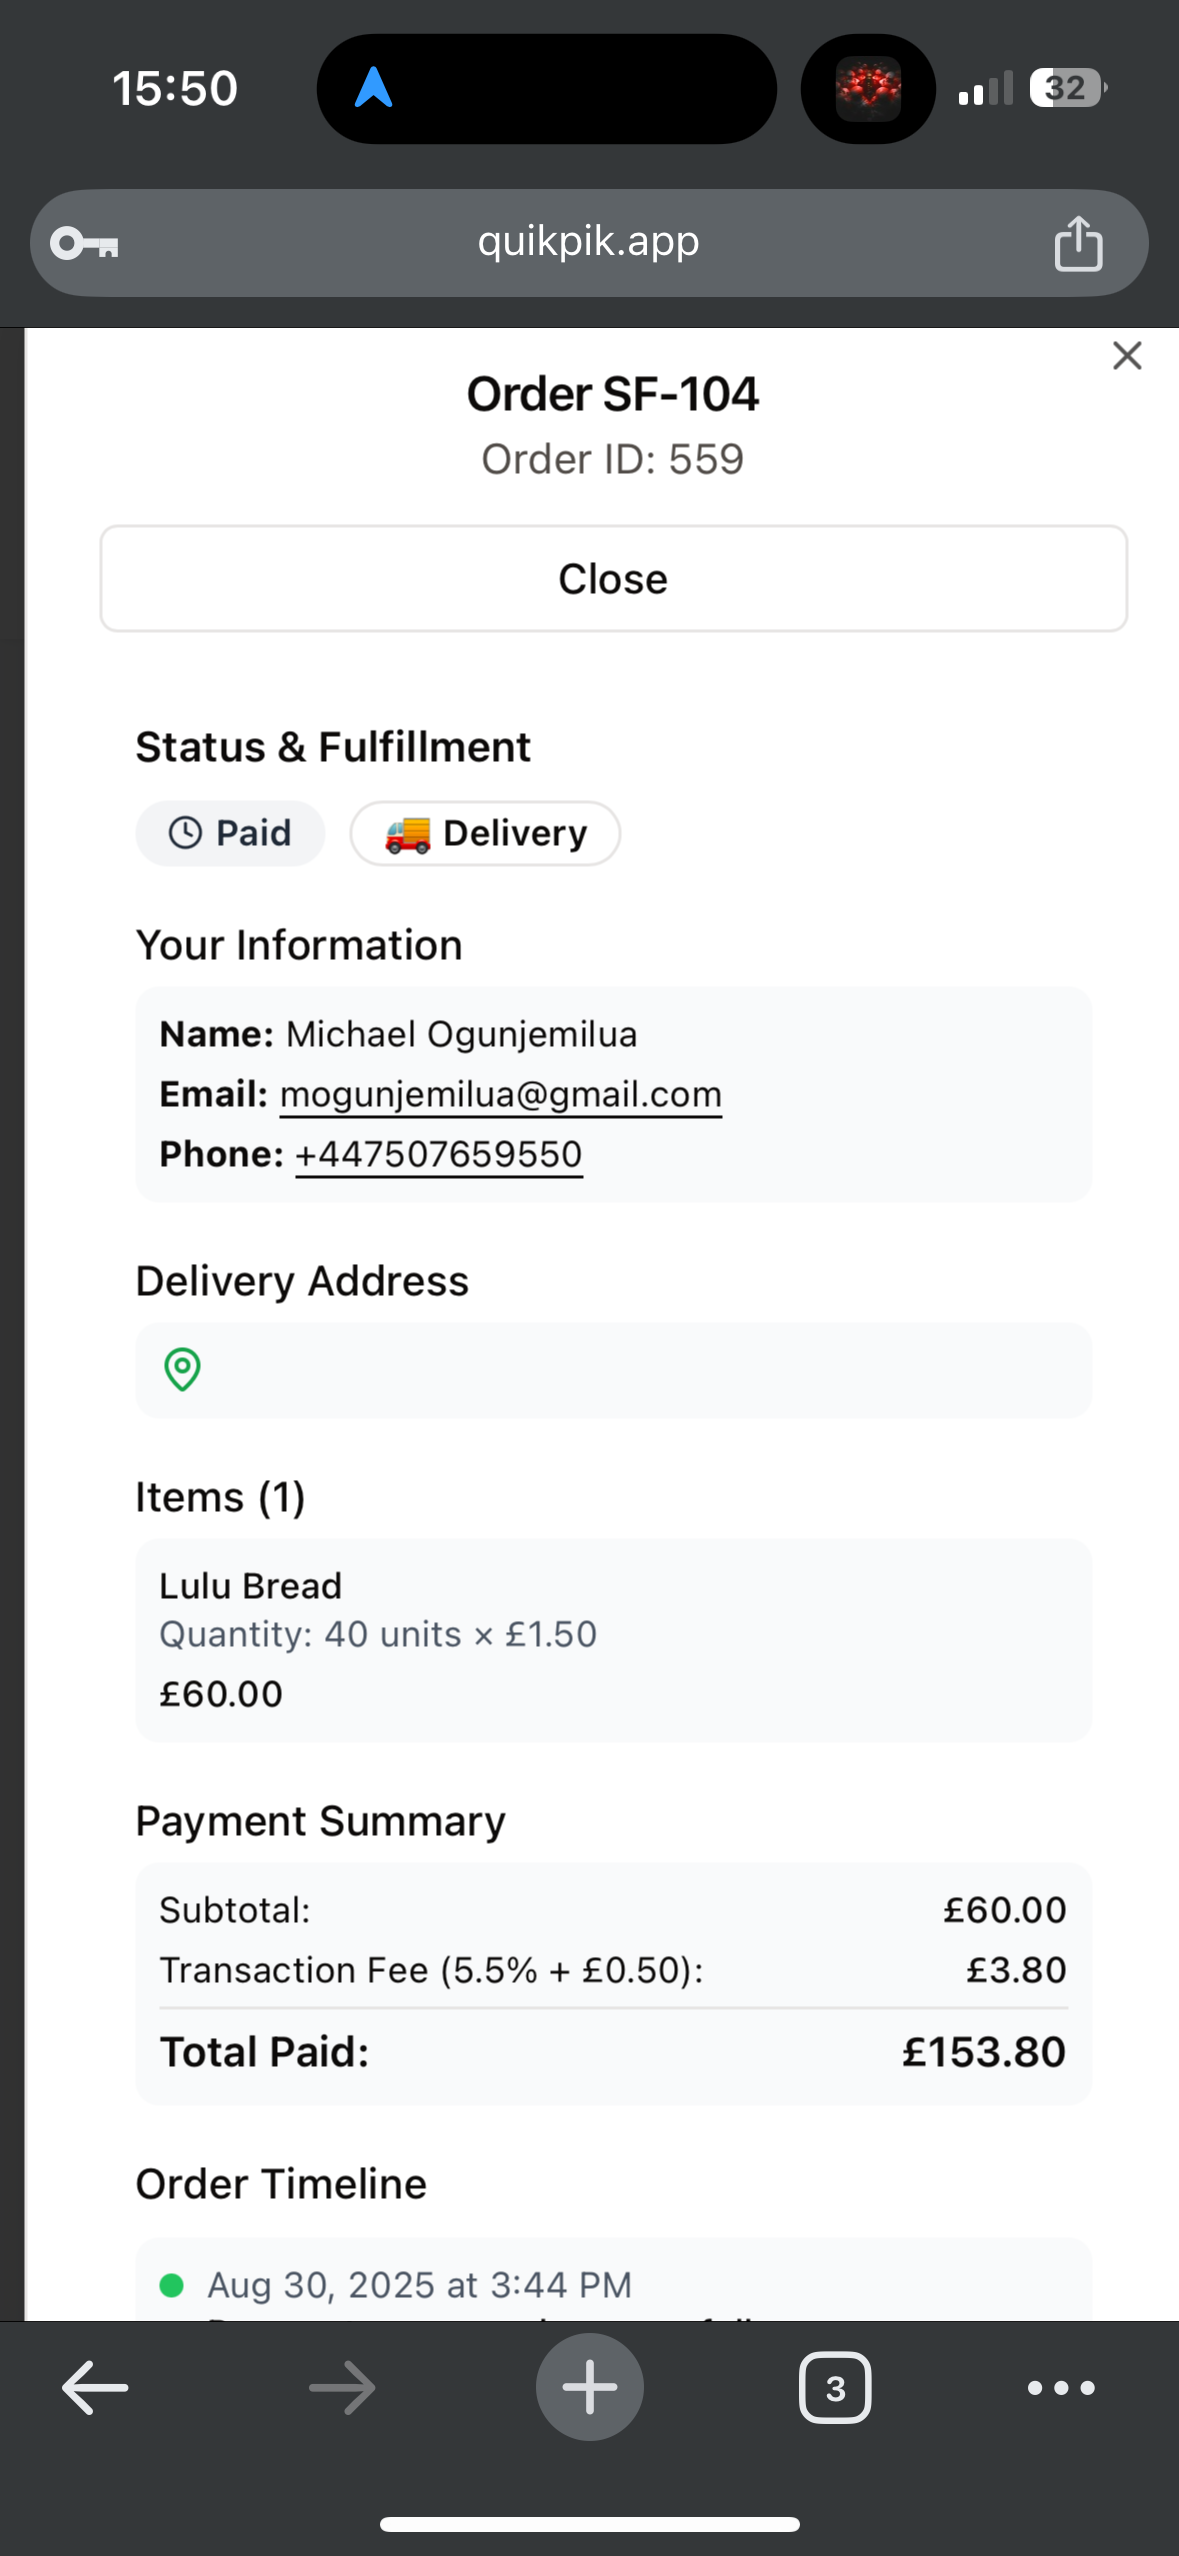 15:50
32
quikpik.app
Order SF-104
Order ID: 559
Close
Status & Fulfillment
Paid
Delivery
Your Information
Name: Michael Ogunjemilua
Email: mogunjemilua@gmail.com
Phone: +447507659550
Delivery Address
Items (1)
Lulu Bread
Quantity: 40 units × £1.50
£60.00
Payment Summary
Subtotal: £60.00
Transaction Fee (5.5% + £0.50): £3.80
Total Paid: £153.80
Order Timeline
Aug 30, 2025 at 3:44 PM
3